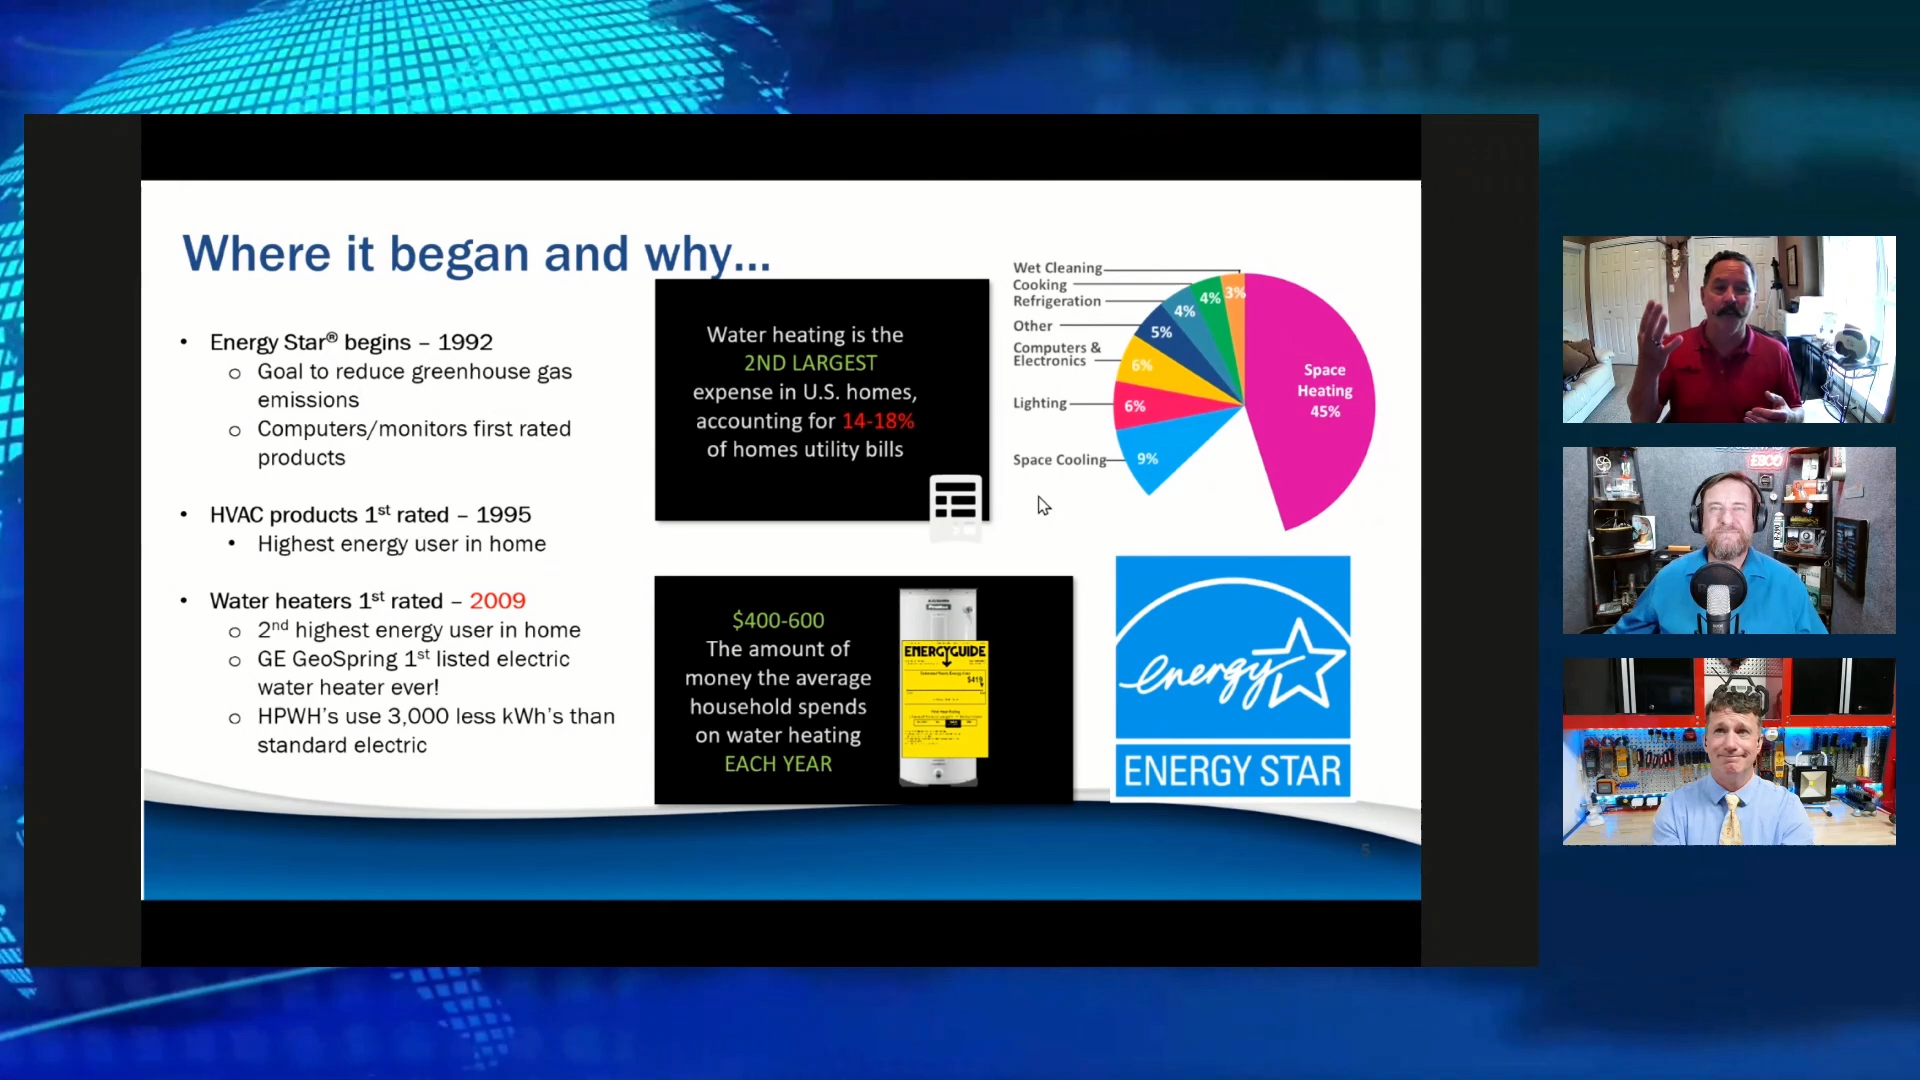 Where it began and why...
• Energy Star® begins – 1992
o Goal to reduce greenhouse gas
emissions
o Computers/monitors first rated
products
• HVAC products 1st rated – 1995
• Highest energy user in home
• Water heaters 1st rated – 2009
o 2nd highest energy user in home
o GE GeoSpring 1st listed electric
water heater ever!
o HPWH's use 3,000 less kWh's than
standard electric
Water heating is the
2ND LARGEST
expense in U.S. homes,
accounting for 14-18%
of homes utility bills
$400-600
The amount of
money the average
household spends
on water heating
EACH YEAR
ENERGYGUIDE
$419
Wet Cleaning
Cooking
Refrigeration
Other
Computers &
Electronics
Lighting
Space Cooling
3%
4%
4%
5%
6%
6%
9%
Space
Heating
45%
energy
ENERGY STAR
5